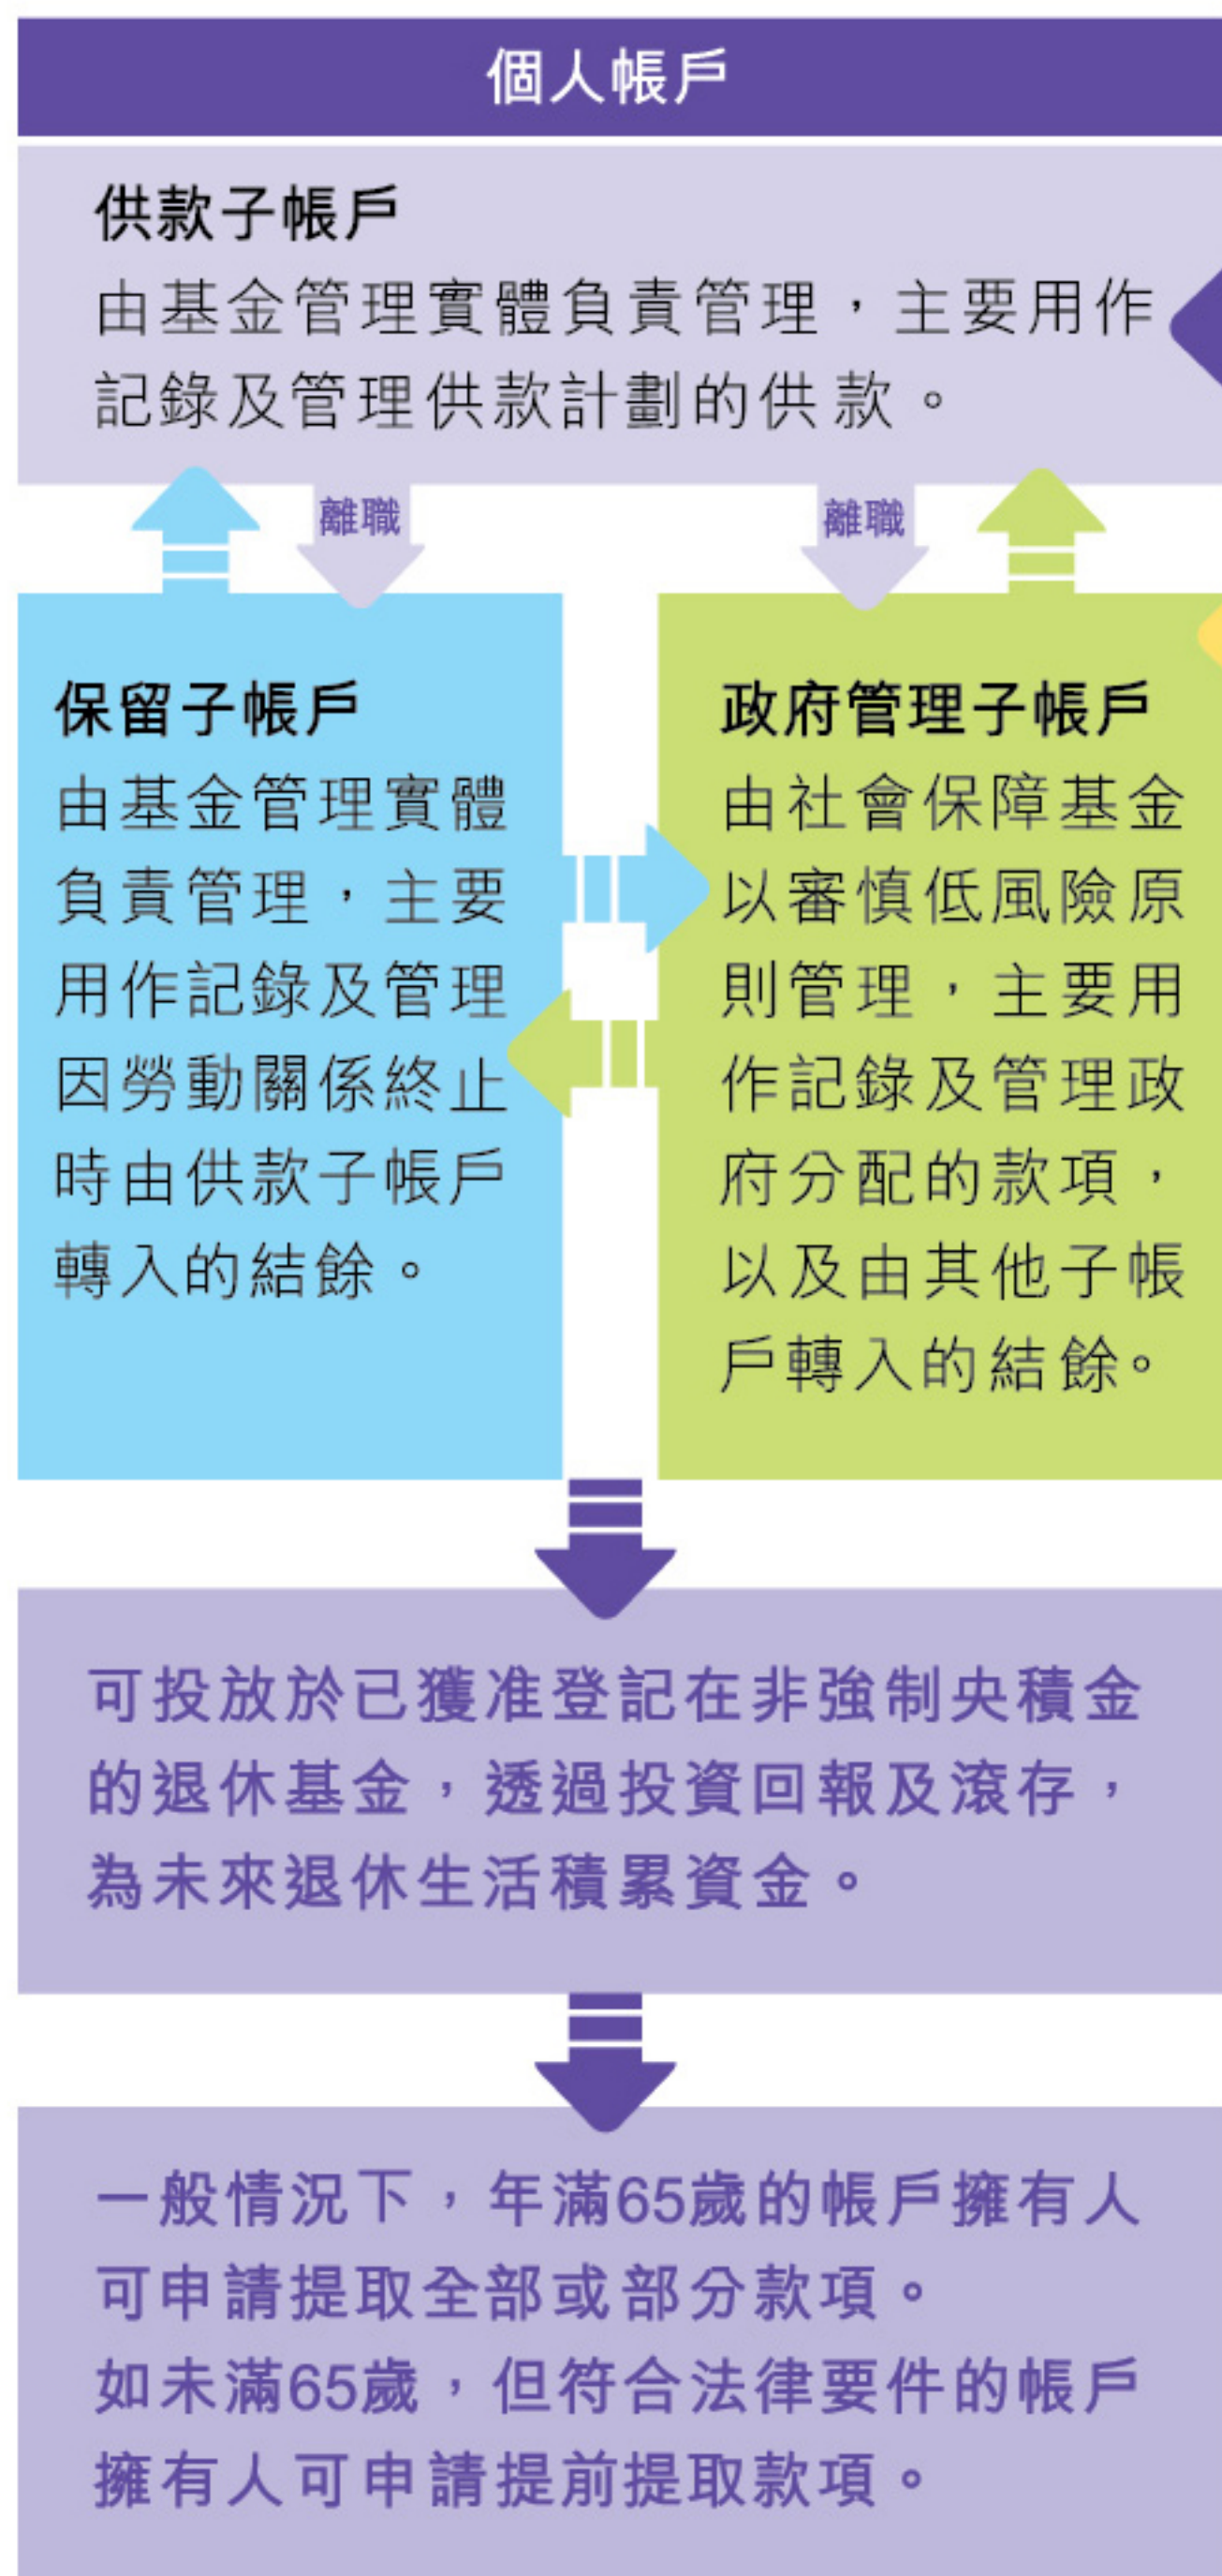 個人帳戶
供款子帳戶
由基金管理實體負責管理，主要用作
記錄及管理供款計劃的供款。
離職
離職
保留子帳戶
由基金管理實體
負責管理，主要
用作記錄及管理
因勞動關係終止
時由供款子帳戶
轉入的結餘。
政府管理子帳戶
由社會保障基金
以審慎低風險原
則管理，主要用
作記錄及管理政
府分配的款項，
以及由其他子帳
戶轉入的結餘。
可投放於已獲准登記在非強制央積金
的退休基金，透過投資回報及滾存，
為未來退休生活積累資金。
一般情況下，年滿65歲的帳戶擁有人
可申請提取全部或部分款項。
如未滿65歲，但符合法律要件的帳戶
擁有人可申請提前提取款項。